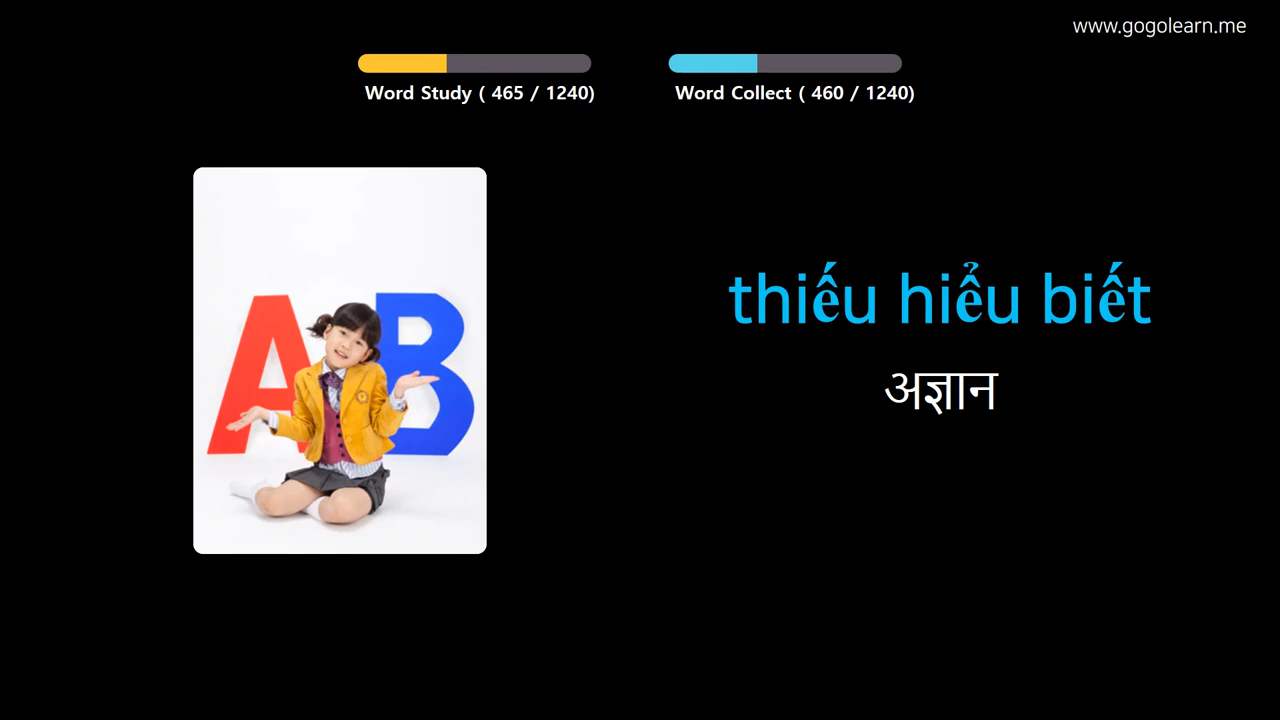 www.gogolearn.me
Word Study ( 465 / 1240)
Word Collect ( 460 / 1240)
A B
thiếu hiểu biết
अज्ञान